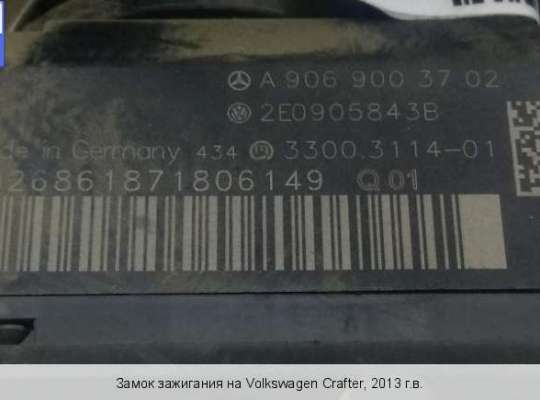 A 906 900 37 02
2E0905843B
de in Germany 434 3300.3114-01
26861871806149 Q01
Замок зажигания на Volkswagen Crafter, 2013 г.в.